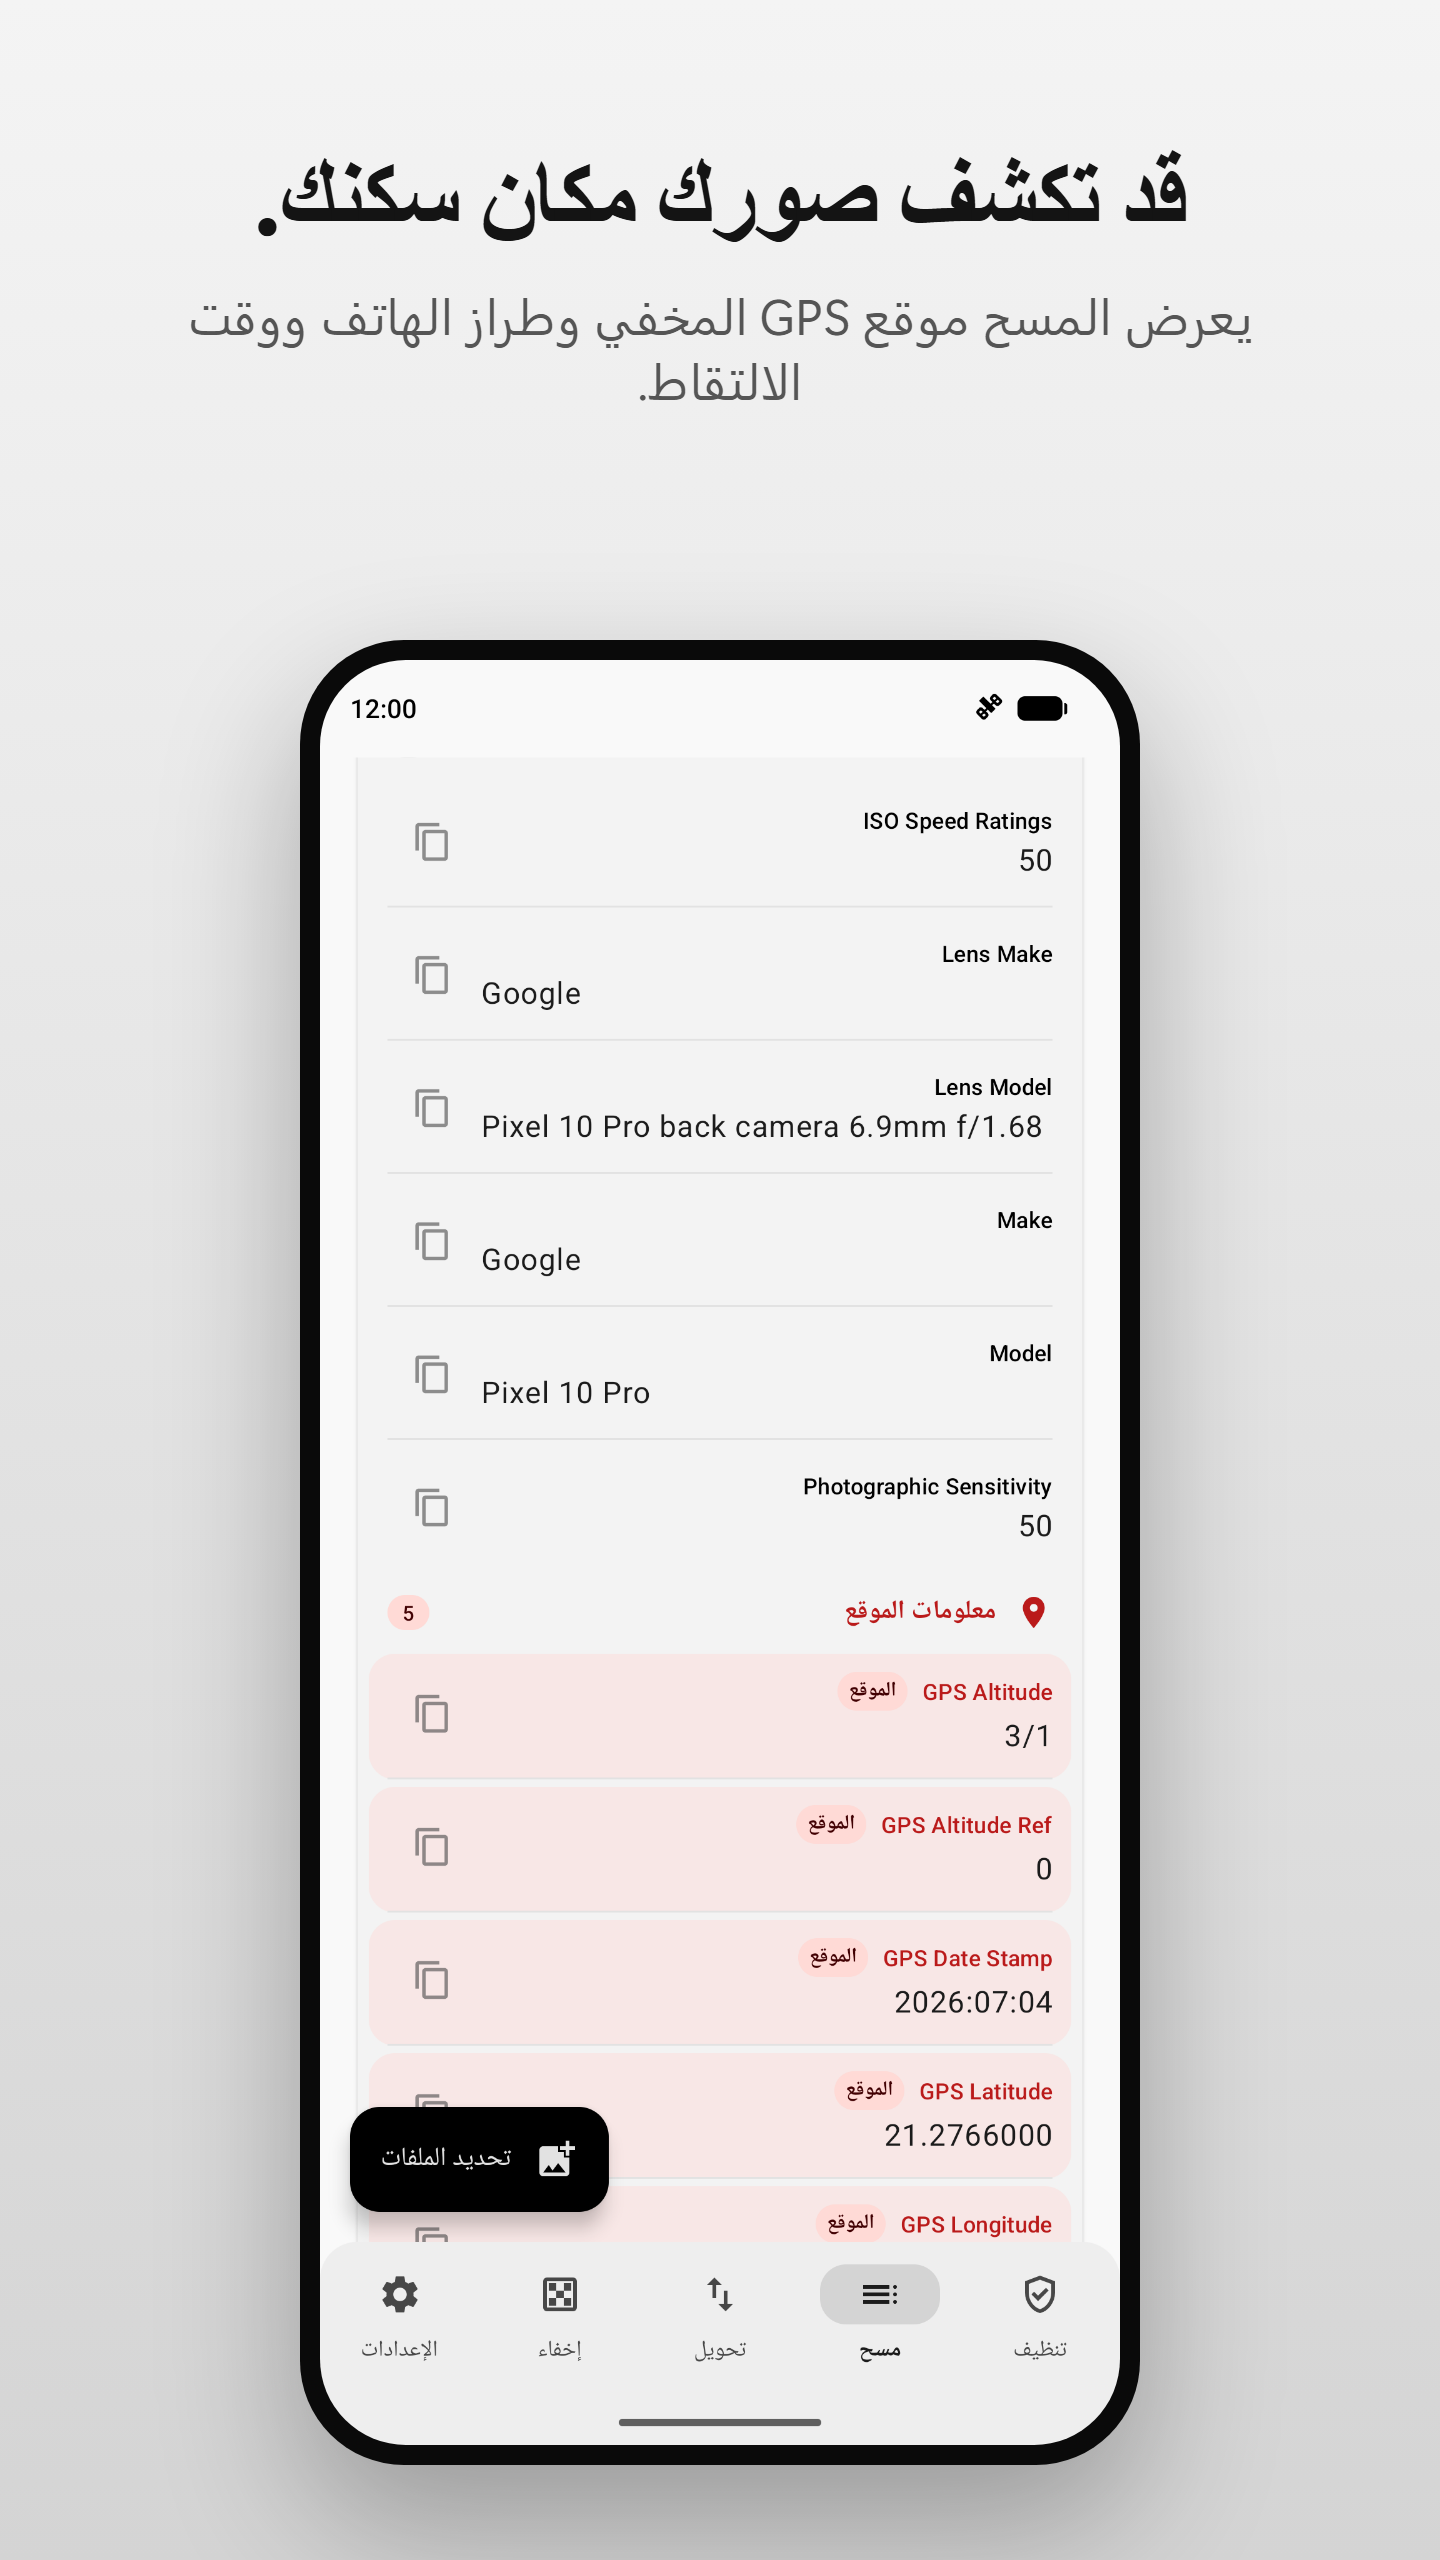 قد تكشف صورك مكان سكنك.
يعرض المسح موقع GPS المخفي وطراز الهاتف ووقت
الالتقاط.
12:00
ISO Speed Ratings
50
Lens Make
Google
Lens Model
Pixel 10 Pro back camera 6.9mm f/1.68
Make
Google
Model
Pixel 10 Pro
Photographic Sensitivity
50
معلومات الموقع 5
GPS Altitude الموقع
3/1
GPS Altitude Ref الموقع
0
GPS Date Stamp الموقع
2026:07:04
GPS Latitude الموقع
21.2766000
تحديد الملفات
GPS Longitude الموقع
تنظيف مسح تحويل إخفاء الإعدادات